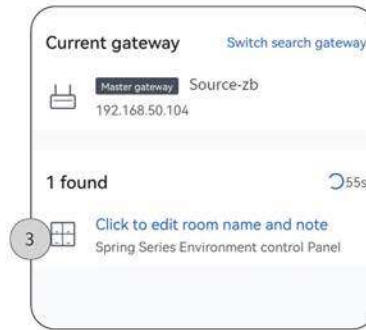 Current gateway Switch search gateway
Master gateway Source-zb
192.168.50.104
1 found 55s
3 Click to edit room name and note
Spring Series Environment control Panel